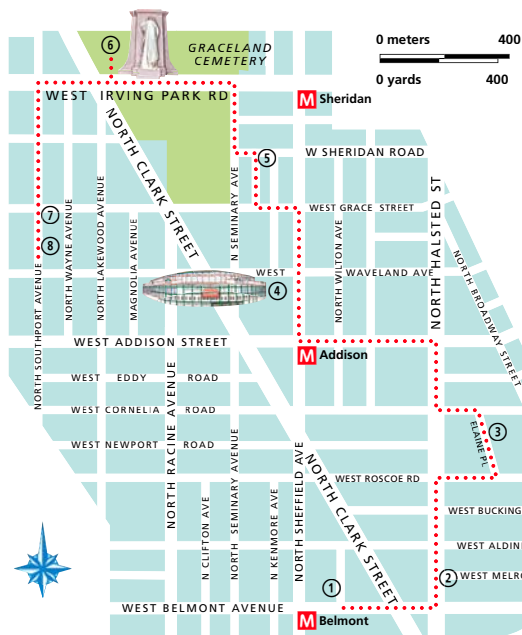 0 meters 400
0 yards 400
6
GRACELAND
CEMETERY
WEST IRVING PARK RD
M Sheridan
NORTH CLARK STREET
5
W SHERIDAN ROAD
N SEMINARY AVE
NORTH HALSTED ST
NORTH WAYNE AVENUE
NORTH LAKEWOOD AVENUE
MAGNOLIA AVENUE
7
8
WEST GRACE STREET
NORTH WILTON AVE
NORTH BROADWAY STREET
WEST WAVELAND AVE
4
NORTH SOUTHPORT AVENUE
WEST ADDISON STREET
M Addison
WEST EDDY ROAD
WEST CORNELIA ROAD
WEST NEWPORT ROAD
NORTH RACINE AVENUE
3
ELAINE PL
NORTH SEMINARY AVENUE
NORTH SHEFFIELD AVE
NORTH CLARK STREET
WEST ROSCOE RD
N CLIFTON AVE
N KENMORE AVE
WEST BUCKING
WEST ALDIN
2
WEST MELRO
1
WEST BELMONT AVENUE
M Belmont